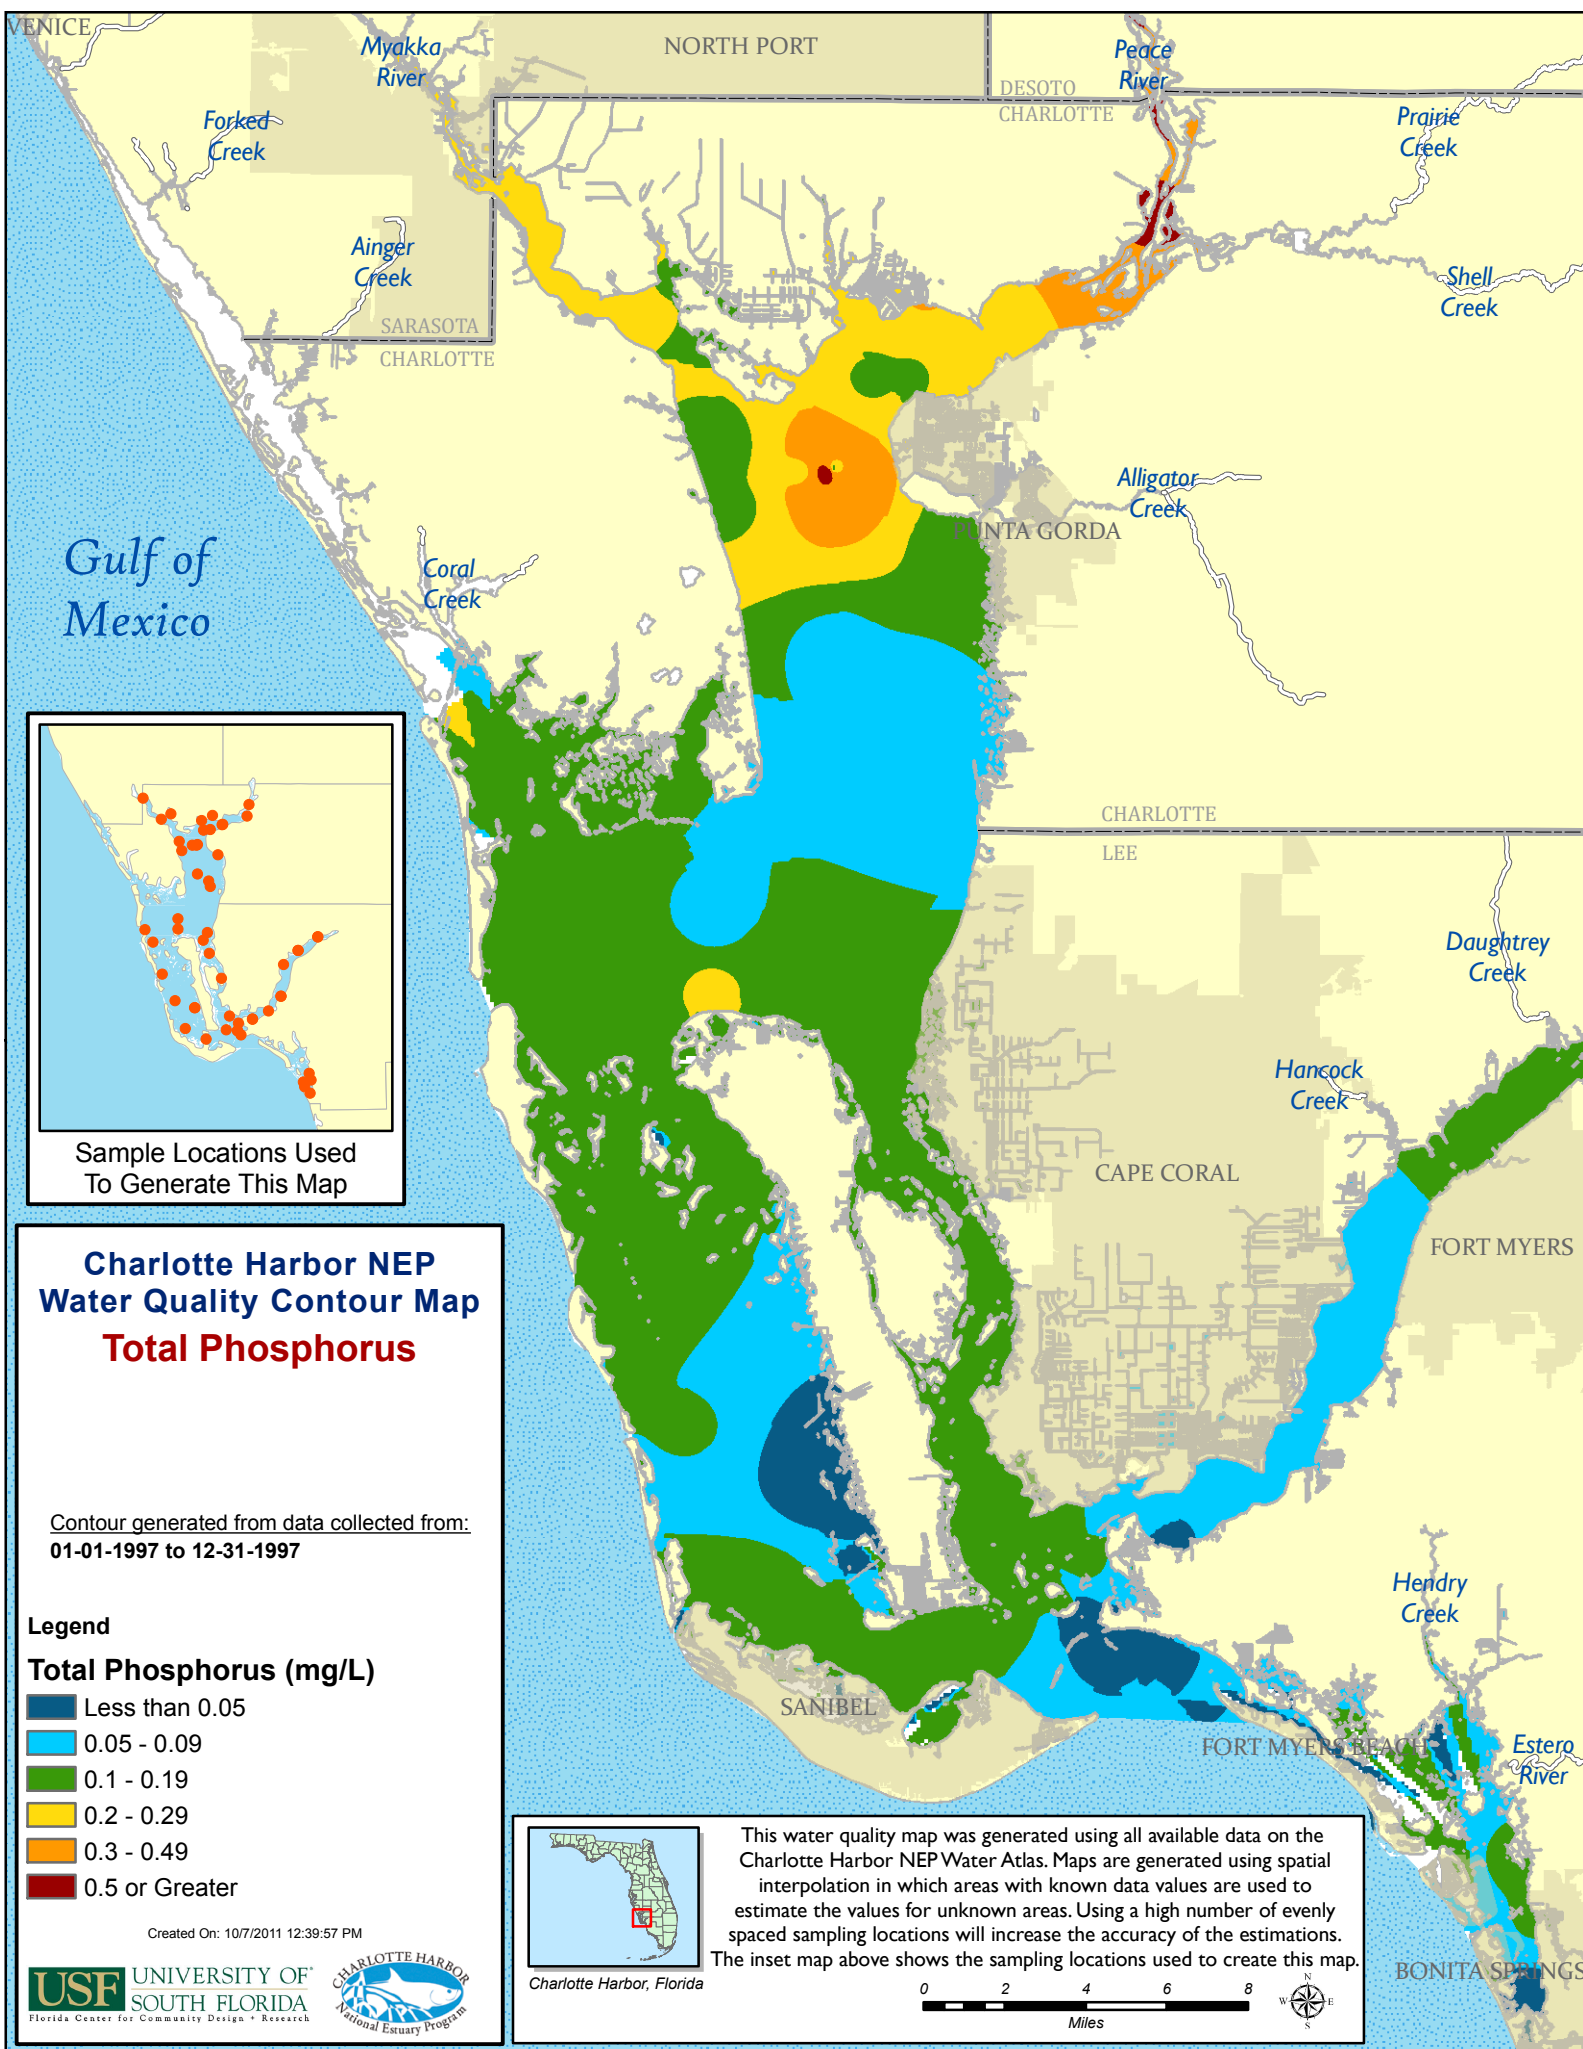 VENICE
Myakka
River
NORTH PORT
Peace
River
DESOTO
CHARLOTTE
Forked
Creek
Prairie
Creek
Ainger
Creek
Shell
Creek
SARASOTA
CHARLOTTE
Alligator
Creek
PUNTA GORDA
Gulf of
Mexico
Coral
Creek
CHARLOTTE
LEE
Daughtrey
Creek
Hancock
Creek
CAPE CORAL
FORT MYERS
Sample Locations Used
To Generate This Map
Charlotte Harbor NEP
Water Quality Contour Map
Total Phosphorus
Contour generated from data collected from:
01-01-1997 to 12-31-1997
Legend
Total Phosphorus (mg/L)
Less than 0.05
0.05 - 0.09
0.1 - 0.19
0.2 - 0.29
0.3 - 0.49
0.5 or Greater
Created On: 10/7/2011 12:39:57 PM
USF UNIVERSITY OF
SOUTH FLORIDA
Florida Center for Community Design + Research
CHARLOTTE HARBOR
National Estuary Program
Hendry
Creek
SANIBEL
FORT MYERS BEACH
Estero
River
BONITA SPRINGS
Charlotte Harbor, Florida
This water quality map was generated using all available data on the
Charlotte Harbor NEP Water Atlas. Maps are generated using spatial
interpolation in which areas with known data values are used to
estimate the values for unknown areas. Using a high number of evenly
spaced sampling locations will increase the accuracy of the estimations.
The inset map above shows the sampling locations used to create this map.
0 2 4 6 8
Miles
N
W E
S